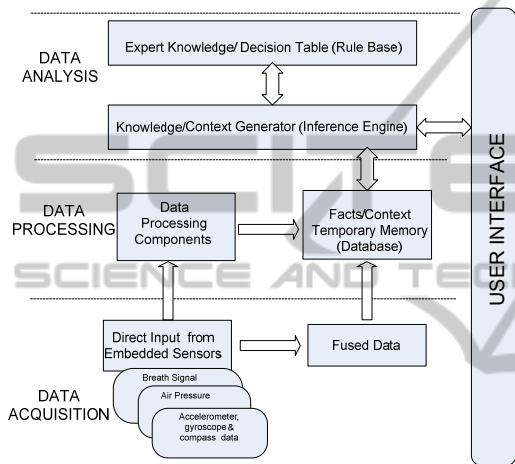 DATA
ANALYSIS
Expert Knowledge/ Decision Table (Rule Base)
Knowledge/Context Generator (Inference Engine)
DATA
PROCESSING
Data
Processing
Components
Facts/Context
Temporary Memory
(Database)
USER INTERFACE
SCITE
SCIENCE AND TECH
Direct Input from
Embedded Sensors
Fused Data
DATA
ACQUISITION
Breath Signal
Air Pressure
Accelerometer,
gyroscope &
compass data